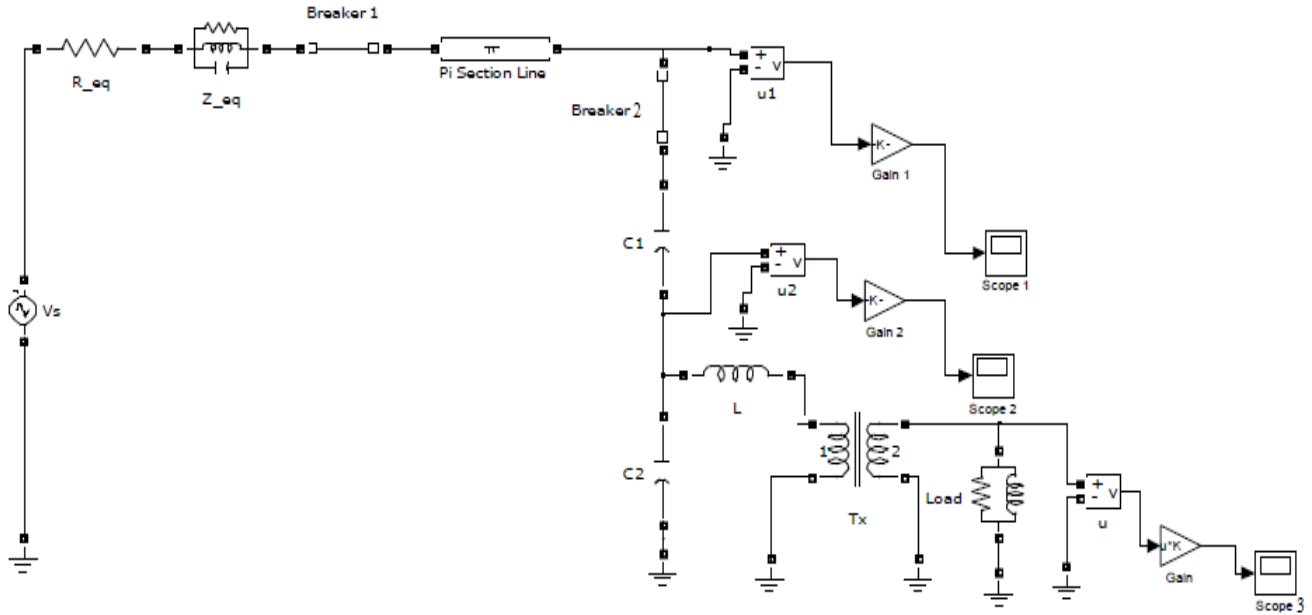 Breaker 1
R_eq
Z_eq
Pi Section Line
+
-
v
u1
Breaker 2
-K-
Gain 1
C1
+
-
v
u2
-K-
Gain 2
Scope 1
Vs
L
Scope 2
1
2
C2
Tx
Load
+
-
v
u
u*K
Gain
Scope 3